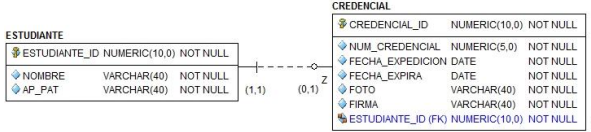 CREDENCIAL
CREDENCIAL_ID NUMERIC(10,0) NOT NULL
NUM_CREDENCIAL NUMERIC(5,0) NOT NULL
FECHA_EXPEDICION DATE NOT NULL
FECHA_EXPIRA DATE NOT NULL
FOTO VARCHAR(40) NOT NULL
FIRMA VARCHAR(40) NOT NULL
ESTUDIANTE_ID (FK) NUMERIC(10,0) NOT NULL
ESTUDIANTE
ESTUDIANTE_ID NUMERIC(10,0) NOT NULL
NOMBRE VARCHAR(40) NOT NULL
AP_PAT VARCHAR(40) NOT NULL
(1,1) (0,1) Z